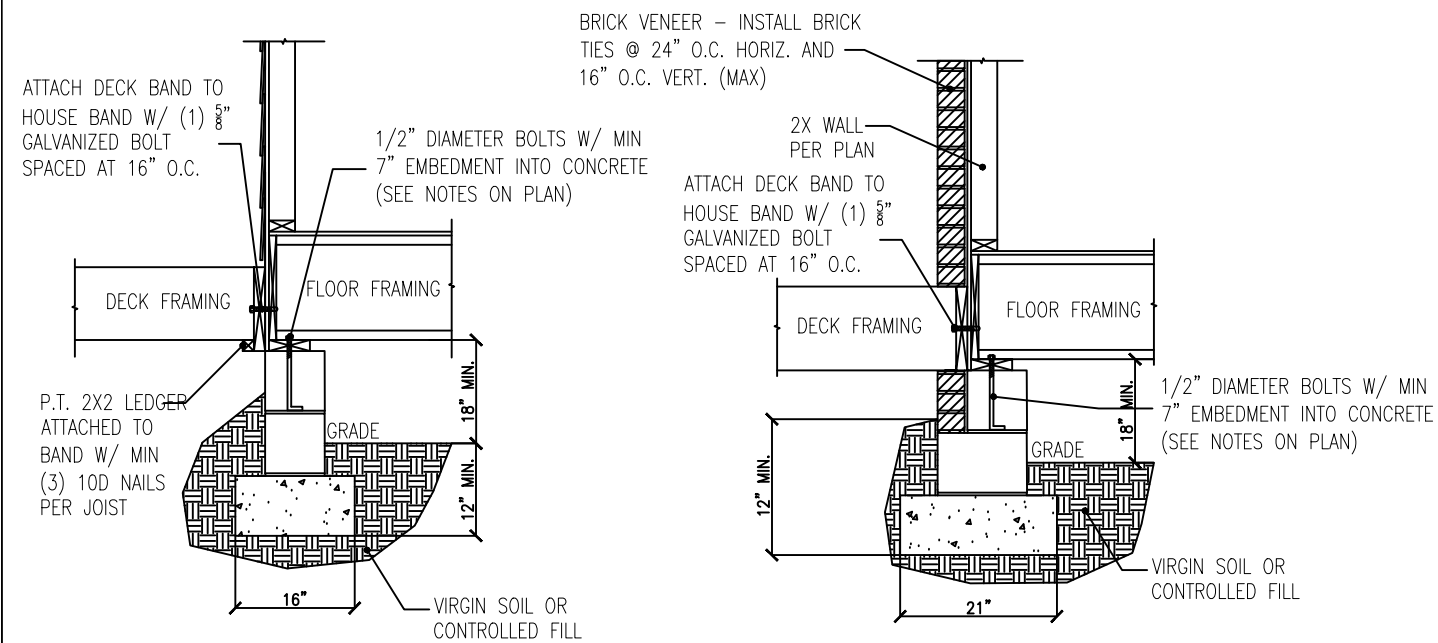 ATTACH DECK BAND TO
HOUSE BAND W/ (1) 5/8"
GALVANIZED BOLT
SPACED AT 16" O.C.
1/2" DIAMETER BOLTS W/ MIN
7" EMBEDMENT INTO CONCRETE
(SEE NOTES ON PLAN)
DECK FRAMING
FLOOR FRAMING
P.T. 2X2 LEDGER
ATTACHED TO
BAND W/ MIN
(3) 10D NAILS
PER JOIST
GRADE
18" MIN.
12" MIN.
16"
VIRGIN SOIL OR
CONTROLLED FILL
BRICK VENEER – INSTALL BRICK
TIES @ 24" O.C. HORIZ. AND
16" O.C. VERT. (MAX)
2X WALL
PER PLAN
ATTACH DECK BAND TO
HOUSE BAND W/ (1) 5/8"
GALVANIZED BOLT
SPACED AT 16" O.C.
DECK FRAMING
FLOOR FRAMING
1/2" DIAMETER BOLTS W/ MIN
7" EMBEDMENT INTO CONCRETE
(SEE NOTES ON PLAN)
18" MIN.
GRADE
12" MIN.
21"
VIRGIN SOIL OR
CONTROLLED FILL